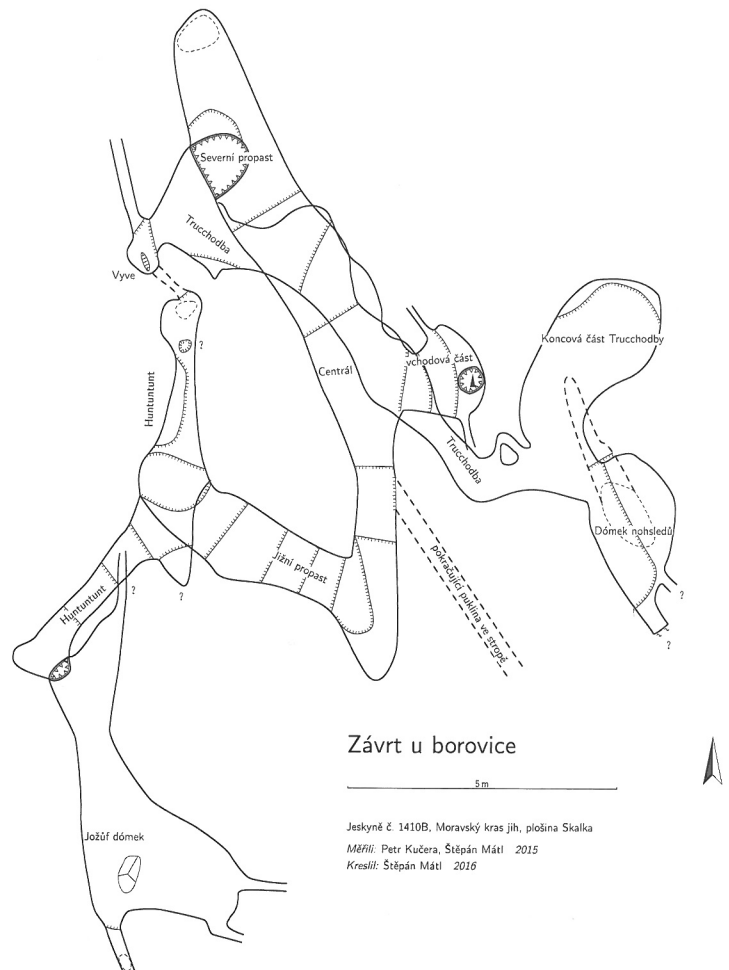 Severní propast
Trucchodba
Vyve
?
Huntuntunt
Centrál
vchodová část
Koncová část Trucchodby
Trucchodba
Dómek nohsledů
Jižní propast
pokračující puklina ve stropě
Huntuntunt
?
?
?
?
Závrt u borovice
5 m
Jeskyně č. 1410B, Moravský kras jih, plošina Skalka
Měřili: Petr Kučera, Štěpán Mátl 2015
Kreslil: Štěpán Mátl 2016
Jožůf dómek